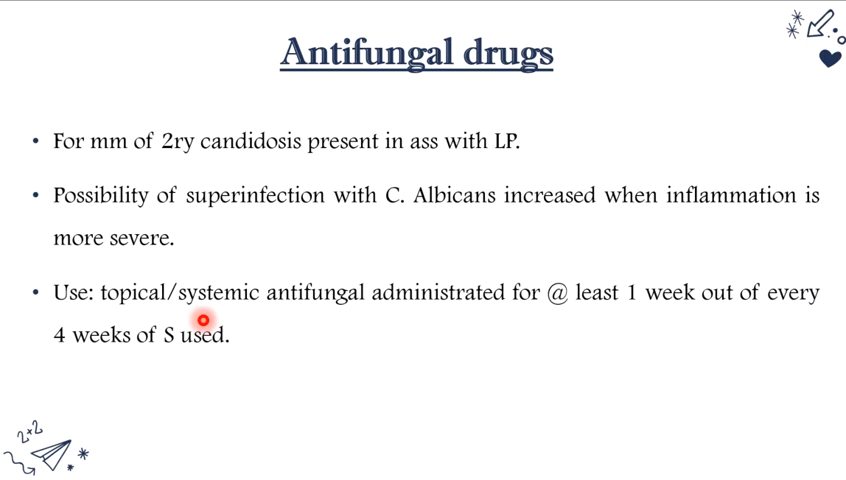 Antifungal drugs
• For mm of 2ry candidosis present in ass with LP.
• Possibility of superinfection with C. Albicans increased when inflammation is
more severe.
• Use: topical/systemic antifungal administrated for @ least 1 week out of every
4 weeks of S used.
2×2